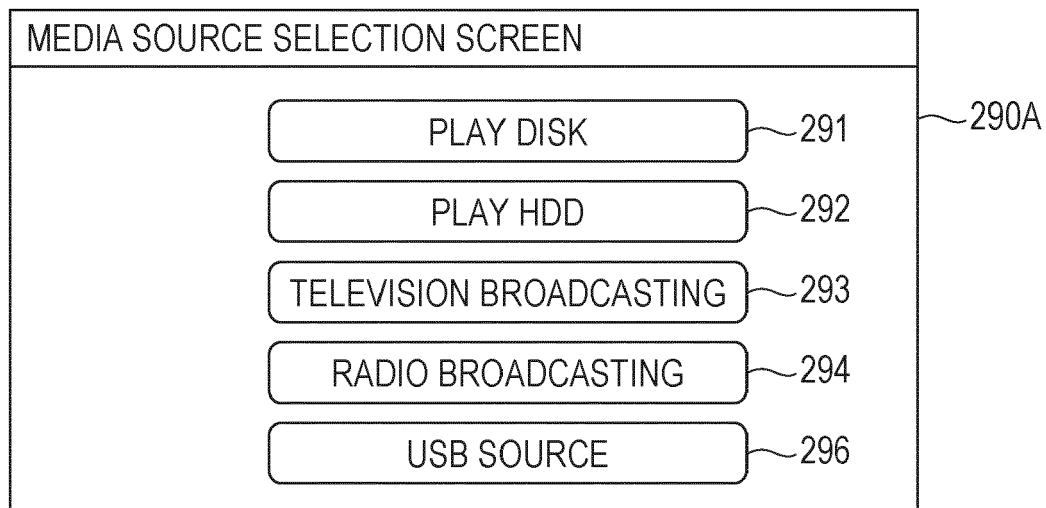 MEDIA SOURCE SELECTION SCREEN
290A
PLAY DISK 291
PLAY HDD 292
TELEVISION BROADCASTING 293
RADIO BROADCASTING 294
USB SOURCE 296